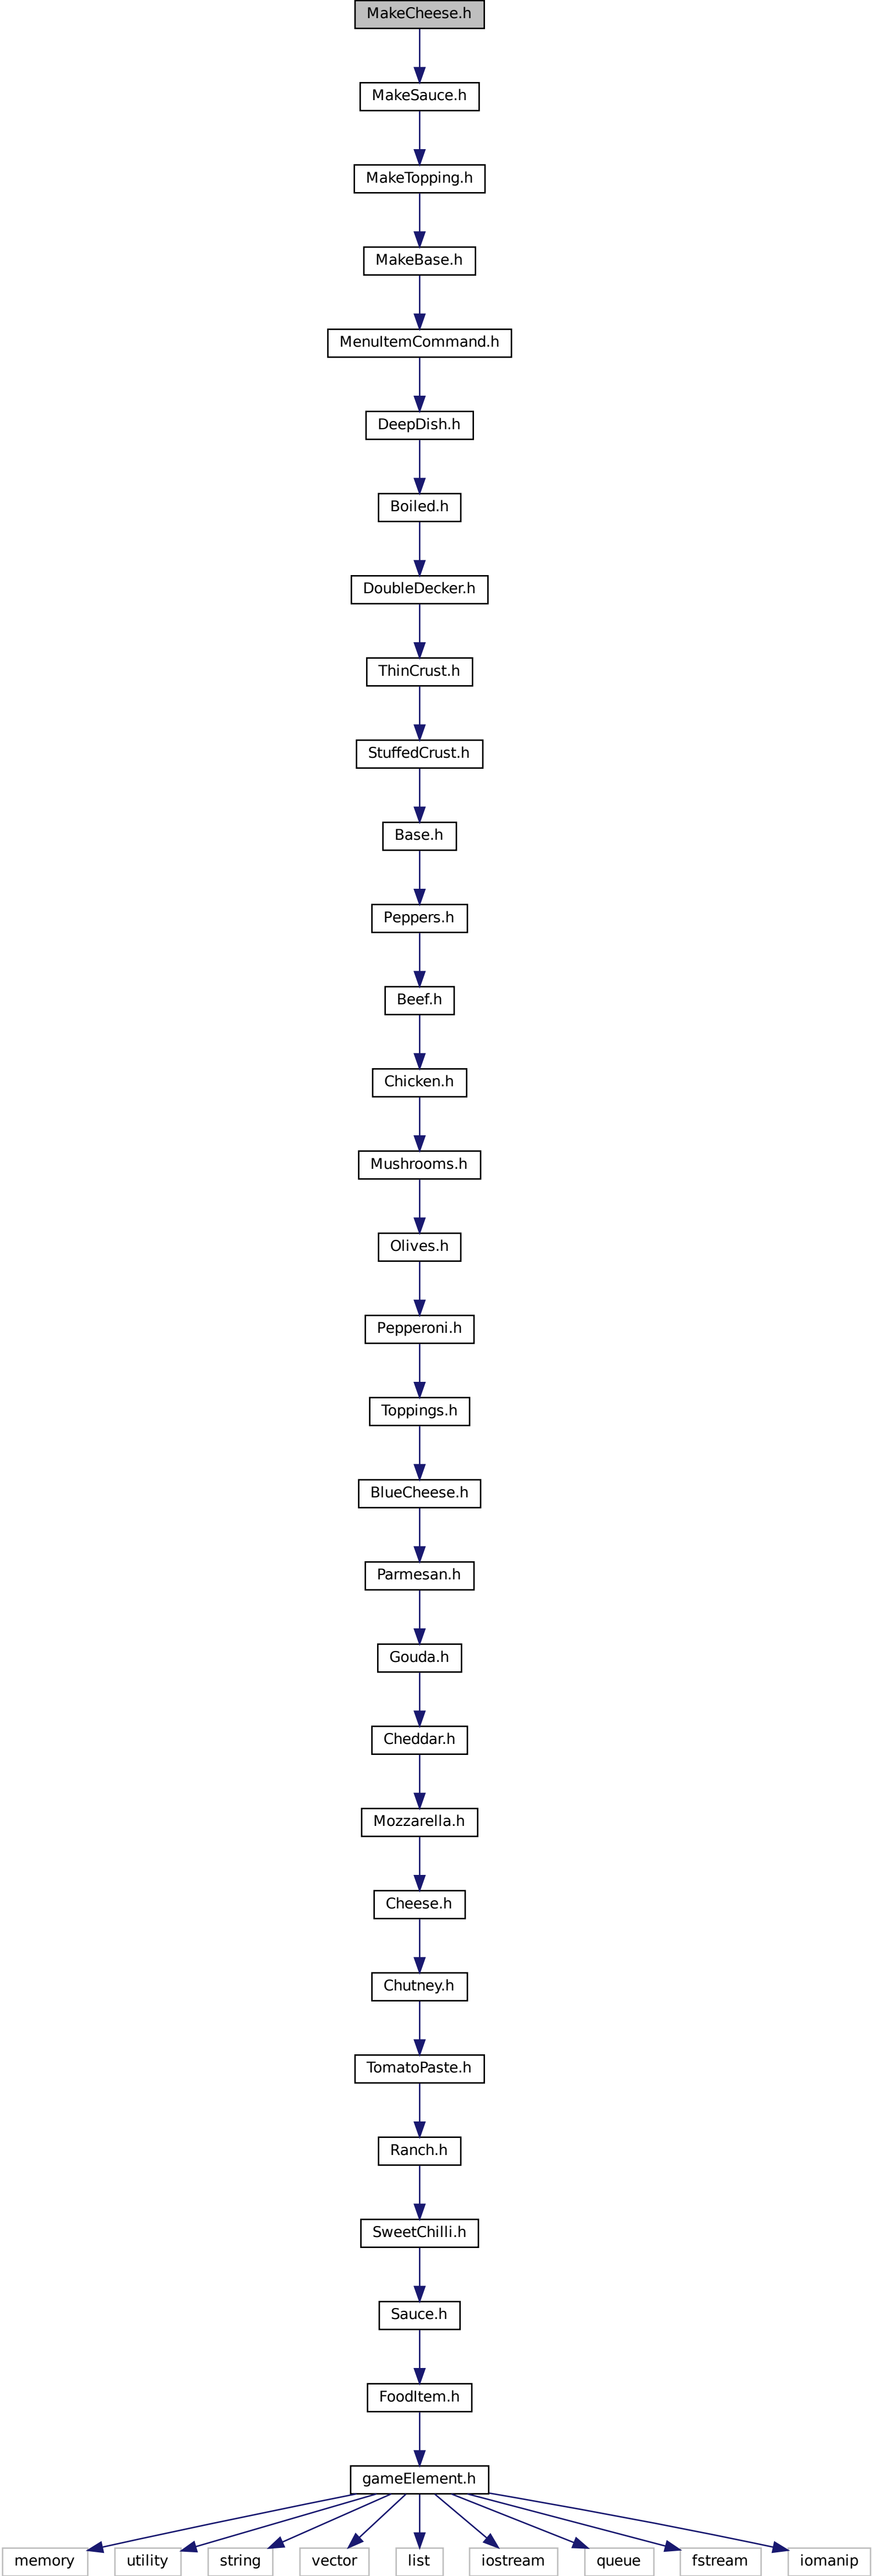 MakeCheese.h
MakeSauce.h
MakeTopping.h
MakeBase.h
MenuItemCommand.h
DeepDish.h
Boiled.h
DoubleDecker.h
ThinCrust.h
StuffedCrust.h
Base.h
Peppers.h
Beef.h
Chicken.h
Mushrooms.h
Olives.h
Pepperoni.h
Toppings.h
BlueCheese.h
Parmesan.h
Gouda.h
Cheddar.h
Mozzarella.h
Cheese.h
Chutney.h
TomatoPaste.h
Ranch.h
SweetChilli.h
Sauce.h
FoodItem.h
gameElement.h
memory utility string vector list iostream queue fstream iomanip